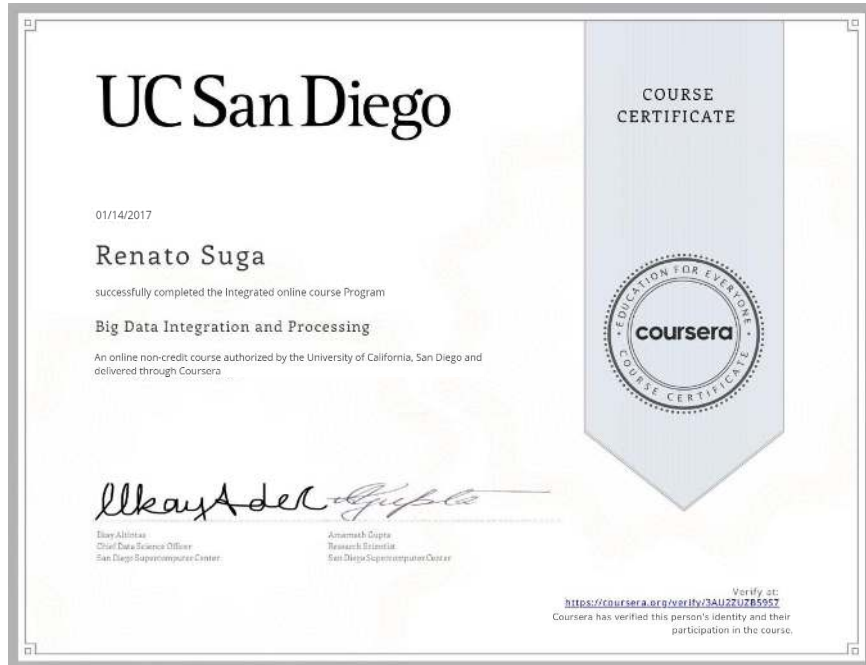 UC San Diego
COURSE
CERTIFICATE
01/14/2017
Renato Suga
successfully completed the Integrated online course Program
Big Data Integration and Processing
An online non-credit course authorized by the University of California, San Diego and
delivered through Coursera
EDUCATION FOR EVERYONE
coursera
COURSE CERTIFICATE
Ilkay Altintas
Chief Data Science Officer
San Diego Supercomputer Center
Amarnath Gupta
Research Scientist
San Diego Supercomputer Center
Verify at:
https://coursera.org/verify/3AU2ZUZB5957
Coursera has verified this person's identity and their
participation in the course.